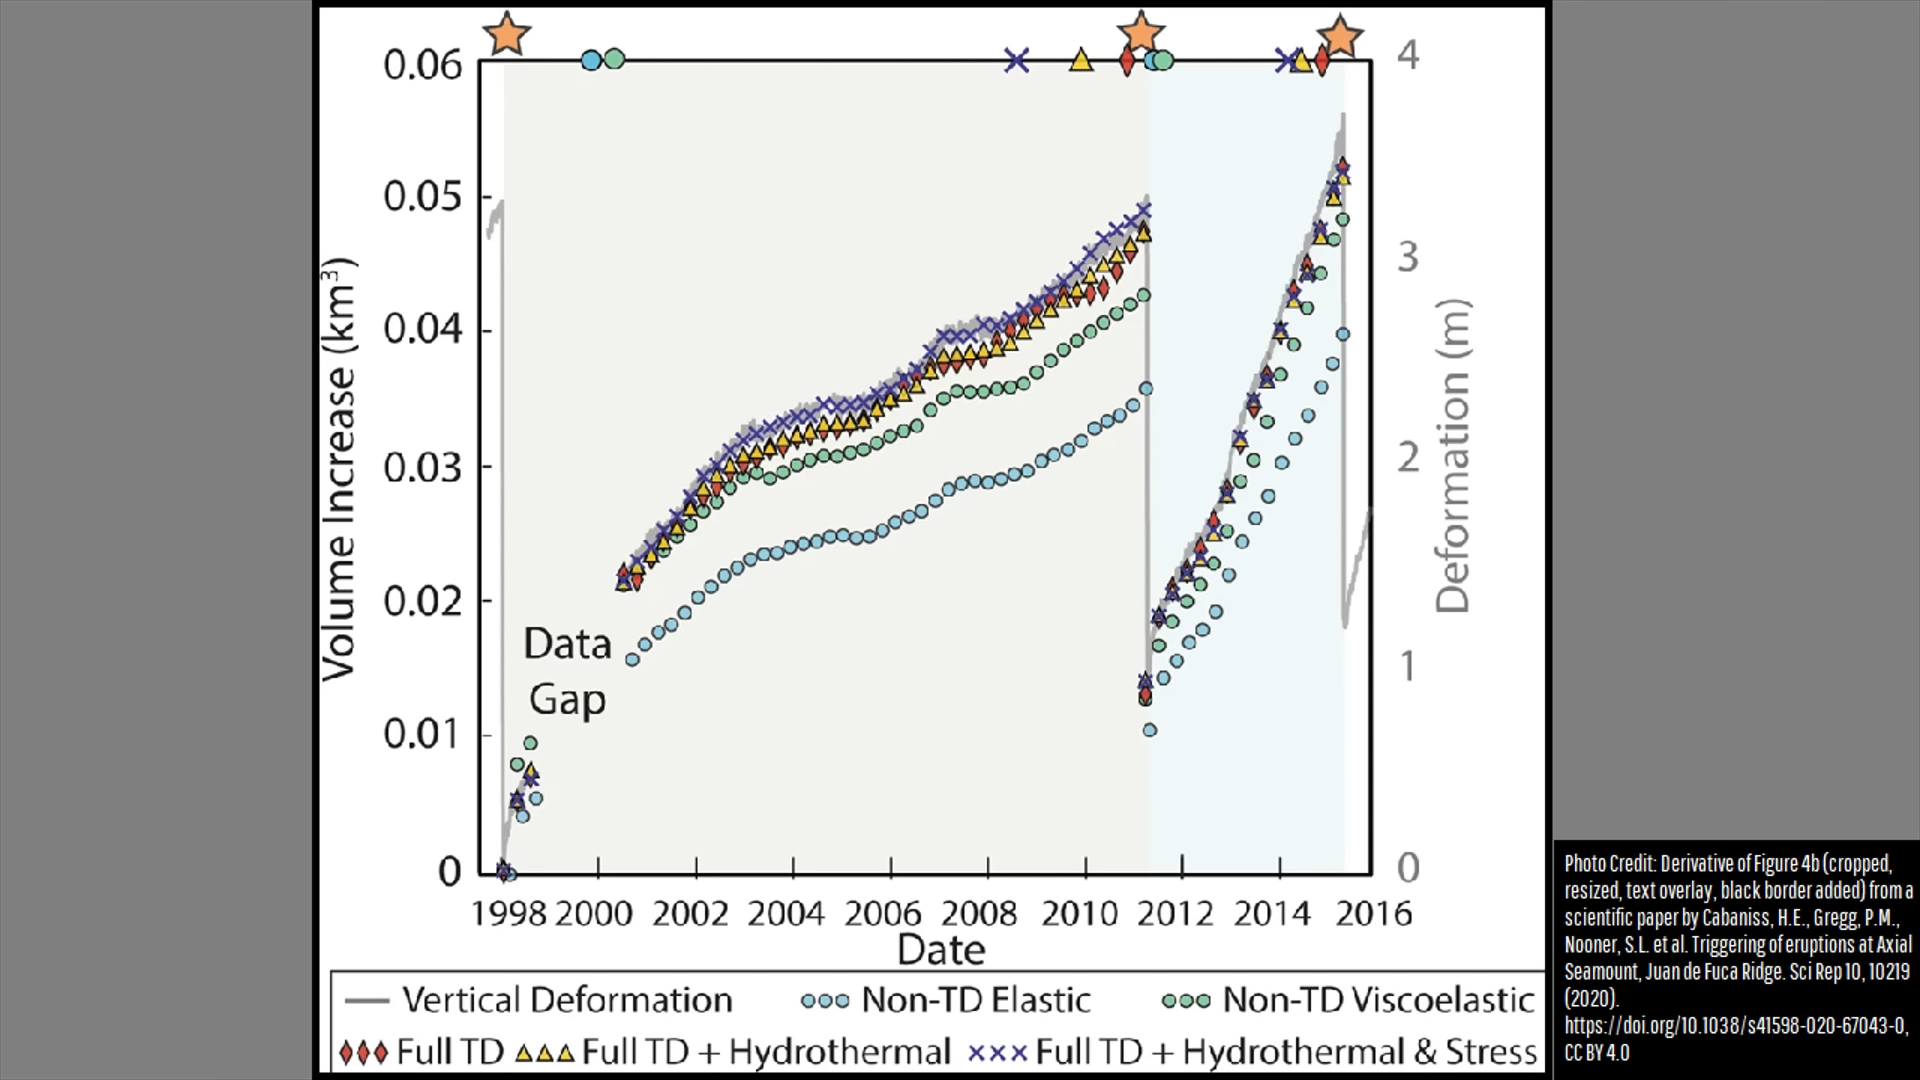 0.06
0.05
0.04
0.03
0.02
0.01
0
Volume Increase (km³)
4
3
2
1
0
Deformation (m)
Data
Gap
1998 2000 2002 2004 2006 2008 2010 2012 2014 2016
Date
Vertical Deformation Non-TD Elastic Non-TD Viscoelastic
Full TD Full TD + Hydrothermal Full TD + Hydrothermal & Stress
Photo Credit: Derivative of Figure 4b (cropped,
resized, text overlay, black border added) from a
scientific paper by Cabaniss, H.E., Gregg, P.M.,
Nooner, S.L. et al. Triggering of eruptions at Axial
Seamount, Juan de Fuca Ridge. Sci Rep 10, 10219
(2020).
https://doi.org/10.1038/s41598-020-67043-0,
CC BY 4.0